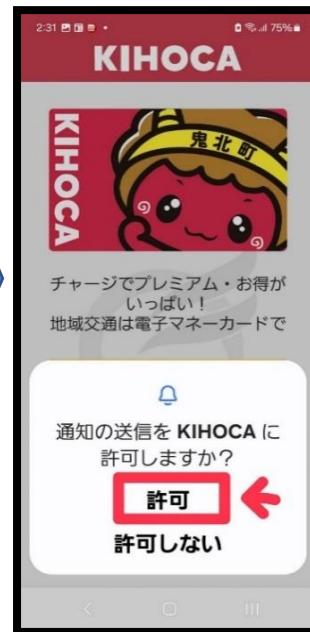 2:31
75%
KIHOCA
KIHOCA
鬼北町
チャージでプレミアム・お得が
いっぱい！
地域交通は電子マネーカードで
通知の送信を KIHOCA に
許可しますか？
許可
許可しない